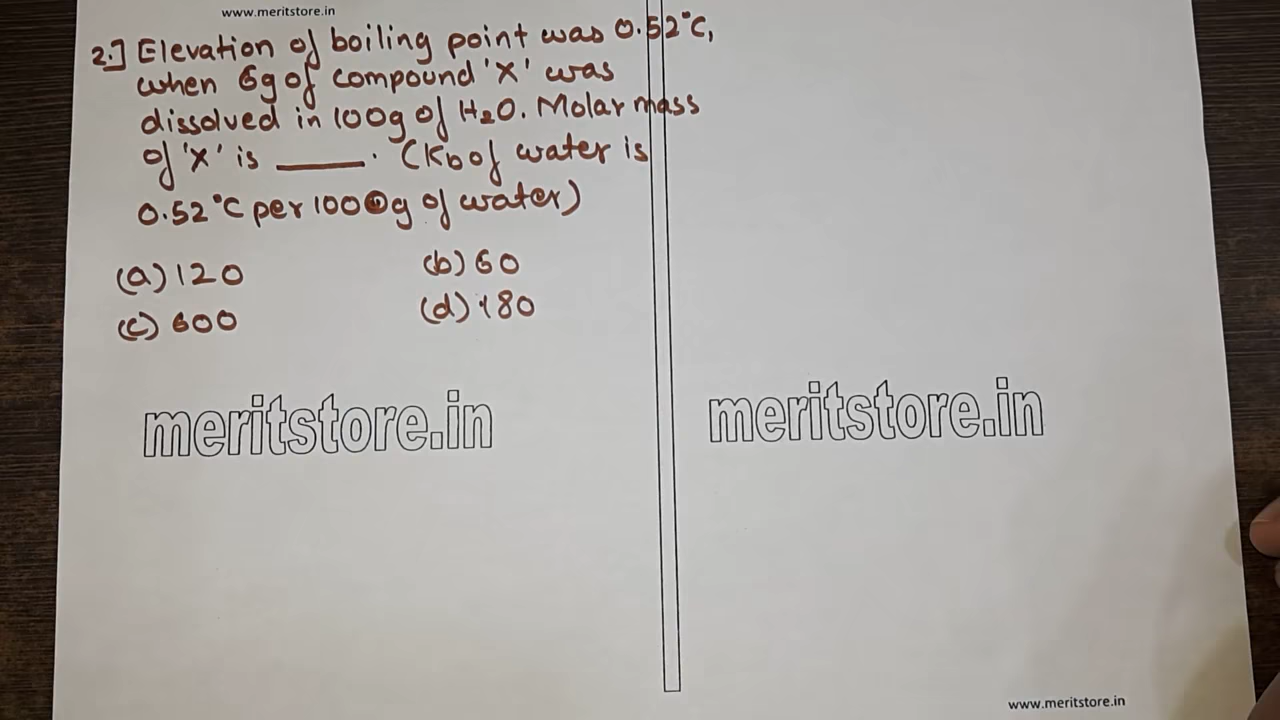 www.meritstore.in
2.] Elevation of boiling point was 0.52°C,
when 6g of compound 'X' was
dissolved in 100g of H₂O. Molar mass
of 'X' is ______. (Kb of water is
0.52°C per 1000g of water)
(a) 120 (b) 60
(c) 600 (d) 180
meritstore.in meritstore.in
www.meritstore.in